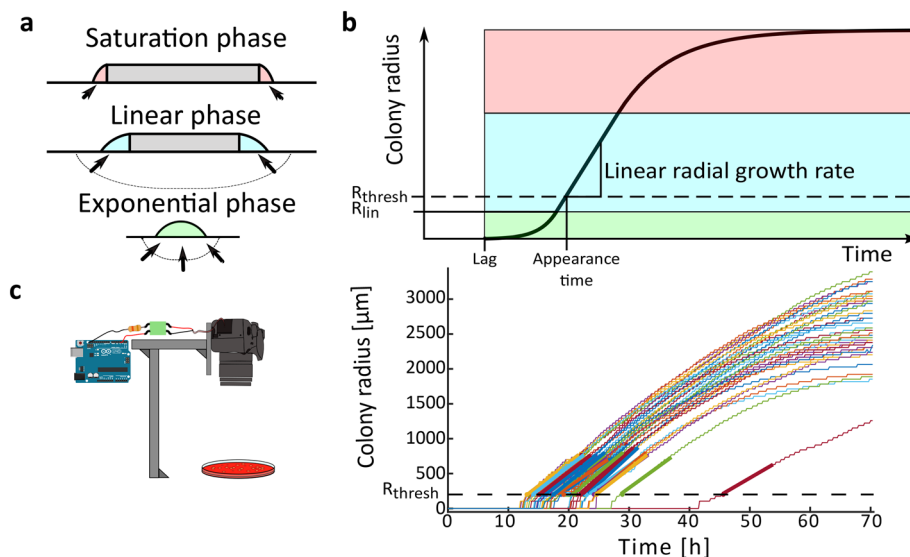 a
Saturation phase
Linear phase
Exponential phase
b
Colony radius
Linear radial growth rate
Rthresh
Rlin
Time
Lag
Appearance
time
c
Colony radius [µm]
3000
2500
2000
1500
1000
500
Rthresh
0
0
10
20
30
40
50
60
70
Time [h]